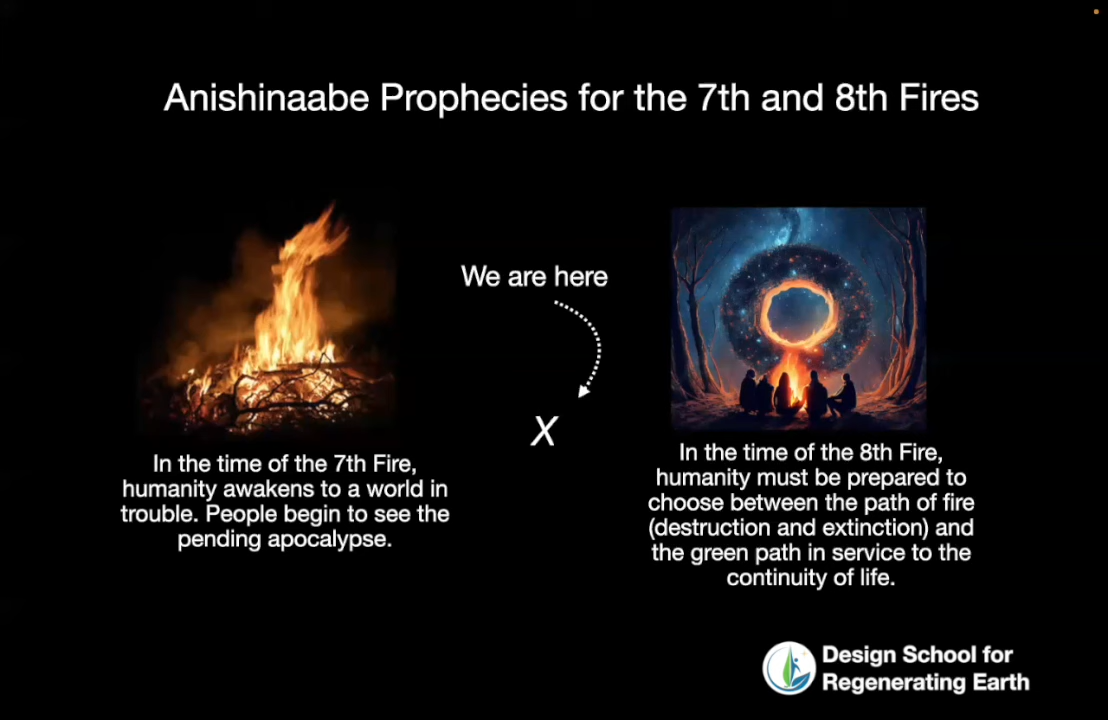 Anishinaabe Prophecies for the 7th and 8th Fires
We are here
X
In the time of the 7th Fire,
humanity awakens to a world in
trouble. People begin to see the
pending apocalypse.
In the time of the 8th Fire,
humanity must be prepared to
choose between the path of fire
(destruction and extinction) and
the green path in service to the
continuity of life.
Design School for
Regenerating Earth